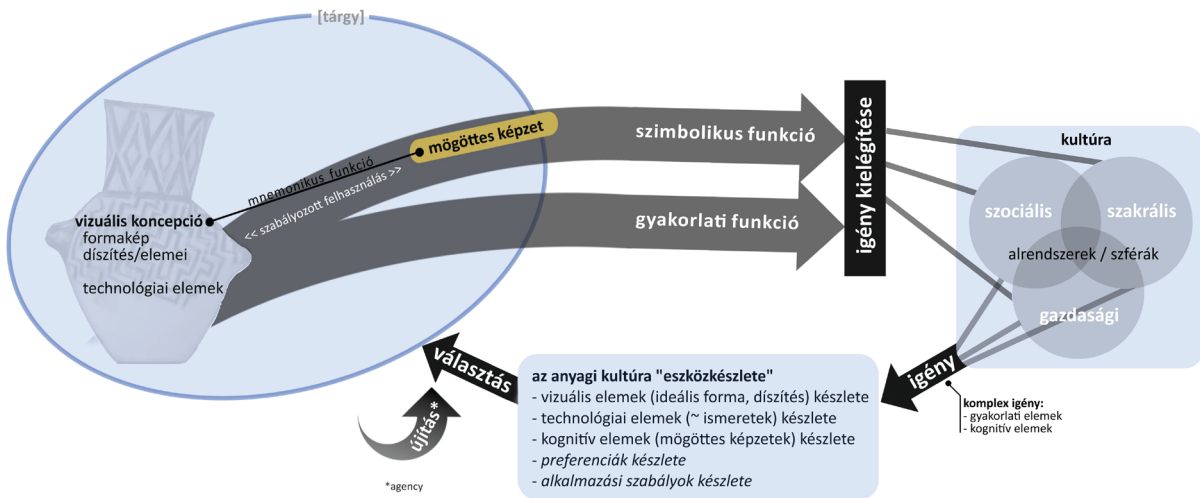 [tárgy]
mögöttes képzet
mnemonikus funkció
<< szabályozott felhasználás >>
vizuális koncepció
formakép
díszítés/elemei
technológiai elemek
szimbolikus funkció
gyakorlati funkció
igény kielégítése
kultúra
szociális
szakrális
alrendszerek / szférák
gazdasági
igény
komplex igény:
- gyakorlati elemek
- kognitív elemek
az anyagi kultúra "eszközkészlete"
- vizuális elemek (ideális forma, díszítés) készlete
- technológiai elemek (~ ismeretek) készlete
- kognitív elemek (mögöttes képzetek) készlete
- preferenciák készlete
- alkalmazási szabályok készlete
választás
újítás*
*agency